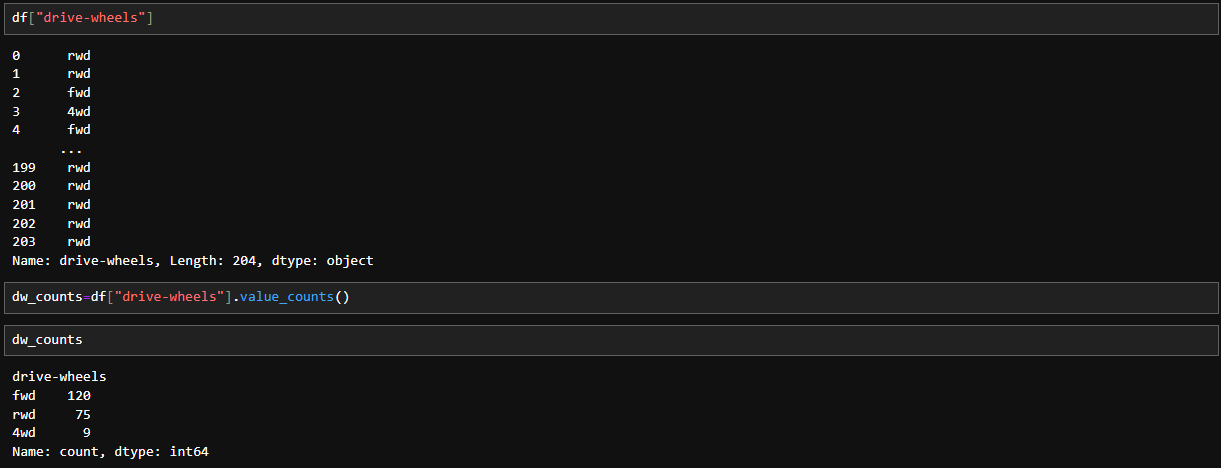 df["drive-wheels"]
0      rwd
1      rwd
2      fwd
3      4wd
4      fwd
      ...
199    rwd
200    rwd
201    rwd
202    rwd
203    rwd
Name: drive-wheels, Length: 204, dtype: object
dw_counts=df["drive-wheels"].value_counts()
dw_counts
drive-wheels
fwd    120
rwd     75
4wd      9
Name: count, dtype: int64